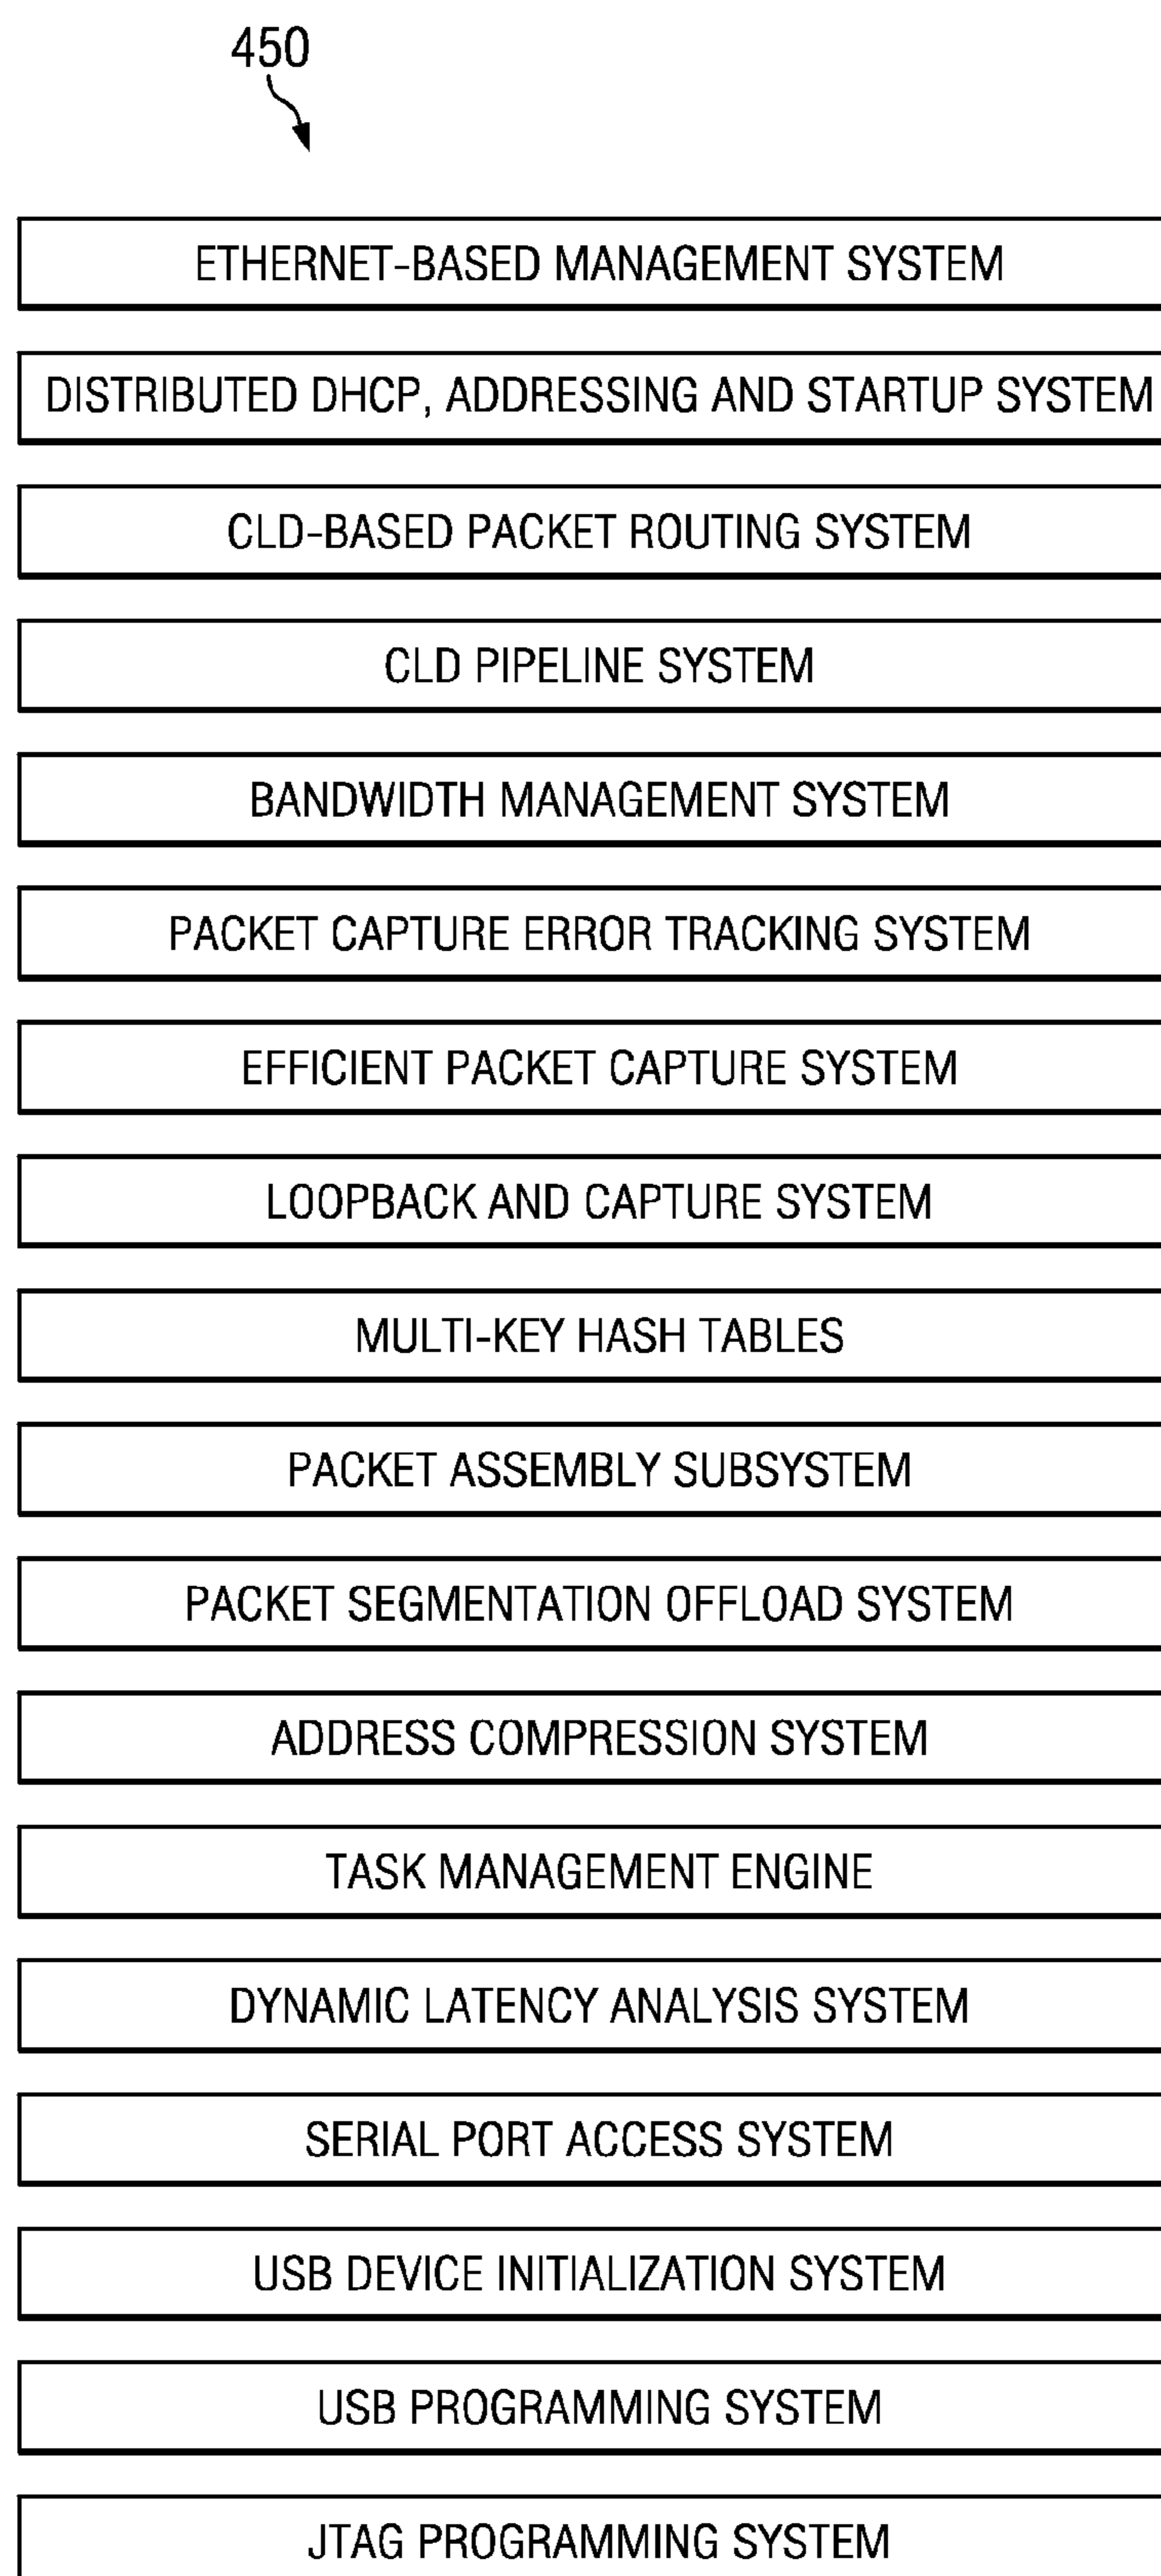 450
ETHERNET-BASED MANAGEMENT SYSTEM
DISTRIBUTED DHCP, ADDRESSING AND STARTUP SYSTEM
CLD-BASED PACKET ROUTING SYSTEM
CLD PIPELINE SYSTEM
BANDWIDTH MANAGEMENT SYSTEM
PACKET CAPTURE ERROR TRACKING SYSTEM
EFFICIENT PACKET CAPTURE SYSTEM
LOOPBACK AND CAPTURE SYSTEM
MULTI-KEY HASH TABLES
PACKET ASSEMBLY SUBSYSTEM
PACKET SEGMENTATION OFFLOAD SYSTEM
ADDRESS COMPRESSION SYSTEM
TASK MANAGEMENT ENGINE
DYNAMIC LATENCY ANALYSIS SYSTEM
SERIAL PORT ACCESS SYSTEM
USB DEVICE INITIALIZATION SYSTEM
USB PROGRAMMING SYSTEM
JTAG PROGRAMMING SYSTEM